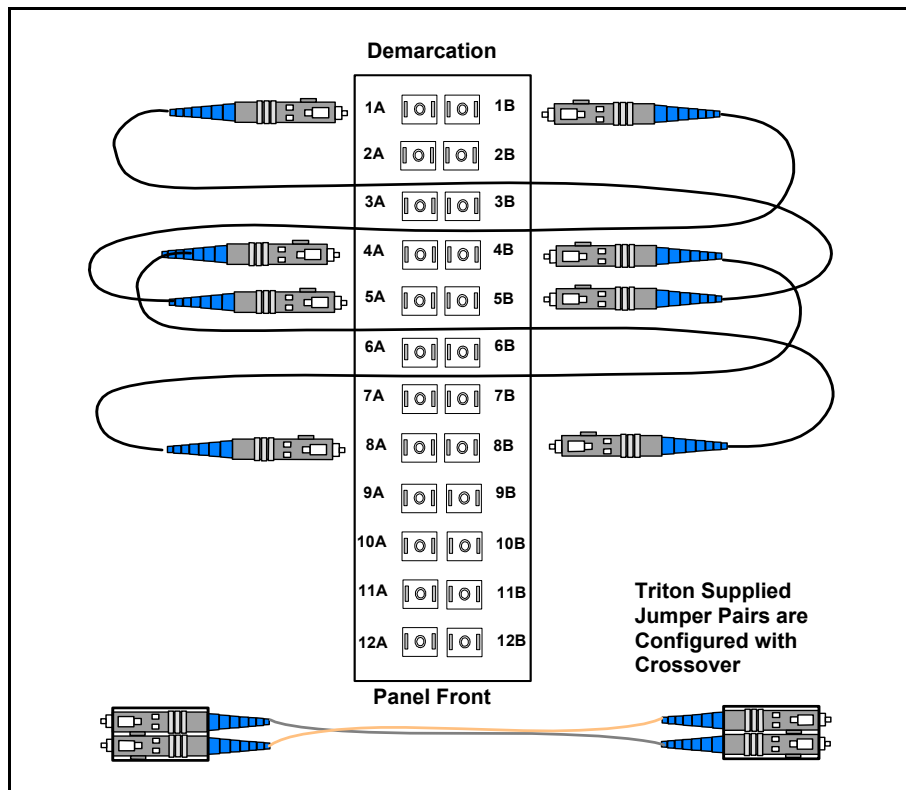 Demarcation
1A 1B
2A 2B
3A 3B
4A 4B
5A 5B
6A 6B
7A 7B
8A 8B
9A 9B
10A 10B
11A 11B
12A 12B
Triton Supplied
Jumper Pairs are
Configured with
Crossover
Panel Front